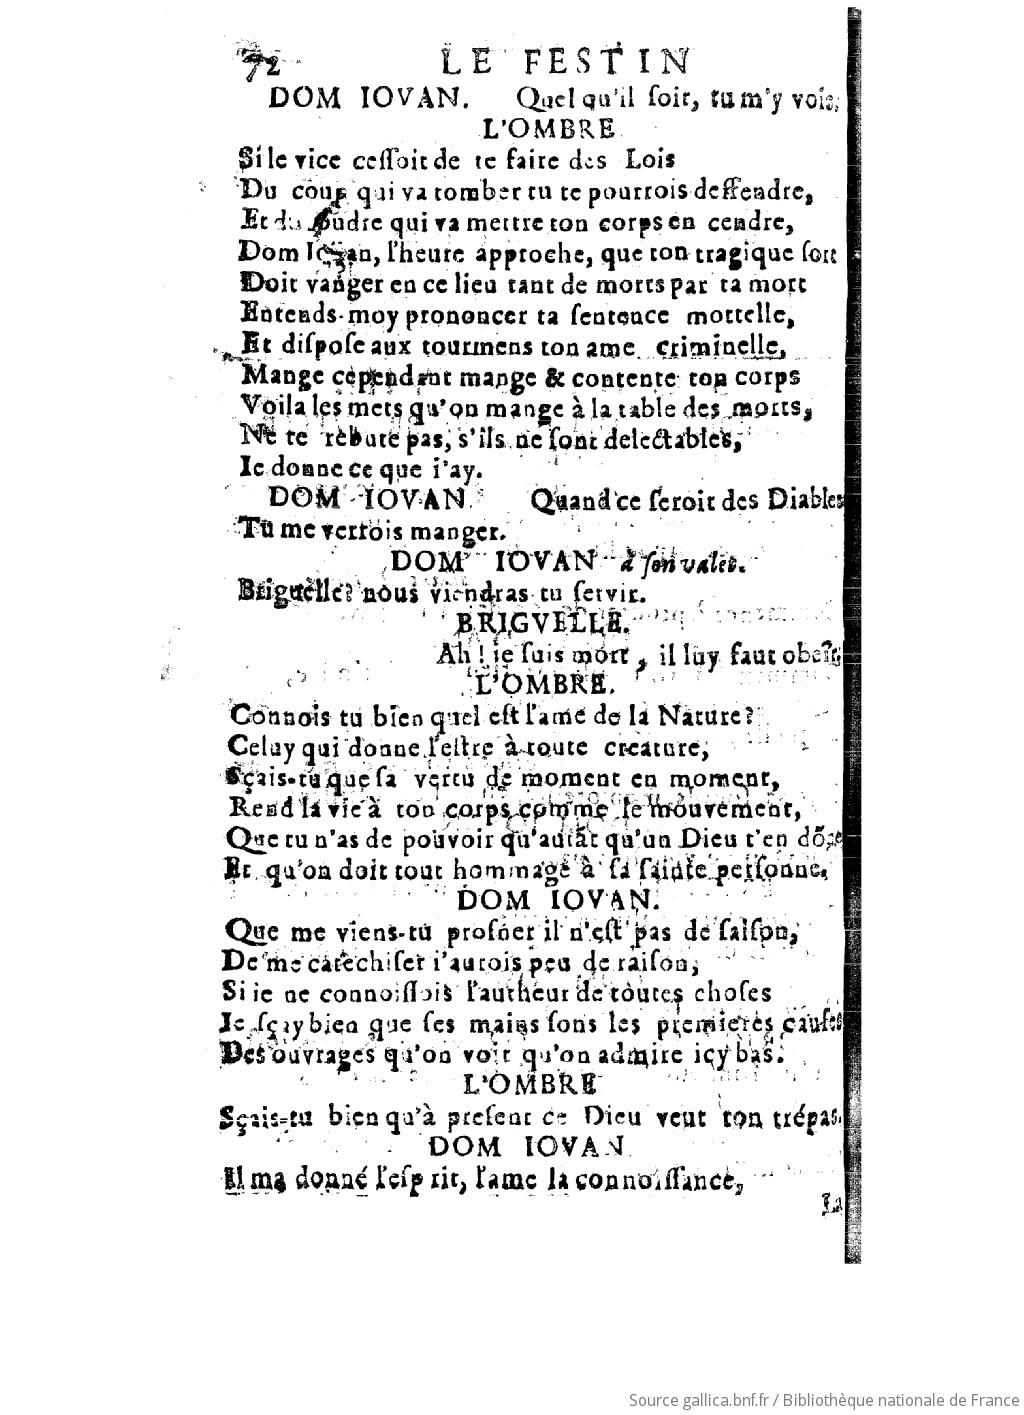 72 LE FESTIN
DOM IOVAN. Quel qu'il soit, tu m'y vois,
L'OMBRE
Si le vice cessoit de te faire des Lois
Du coup qui va tomber tu te pourrois deffendre,
Et du foudre qui va mettre ton corps en cendre,
Dom Iouan, l'heure approche, que ton tragique sort
Doit vanger en ce lieu tant de morts par ta mort
Entends-moy prononcer ta sentence mortelle,
Et dispose aux tourmens ton ame criminelle,
Mange cependant mange & contente ton corps
Voila les mets qu'on mange à la table des morts,
Ne te rebute pas, s'ils ne sont delectables,
Ie donne ce que i'ay.
DOM IOVAN Quand ce seroit des Diables
Tu me verrois manger.
DOM IOVAN à son valet.
Briguelle? nous viendras tu servir.
BRIGVELLE.
Ah! ie suis mort, il luy faut obeïr,
L'OMBRE.
Connois tu bien quel est l'ame de la Nature?
Celuy qui donne l'estre à toute creature,
Sçais-tu que sa vertu de moment en moment,
Rend la vie à ton corps comme le mouvement,
Que tu n'as de pouvoir qu'autãt qu'un Dieu t'en dõne
Et qu'on doit tout hommage à sa sainte personne.
DOM IOVAN.
Que me viens-tu prosner il n'est pas de saison,
De me catechiser i'aurois peu de raison,
Si ie ne connoissois l'autheur de toutes choses
Ie sçay bien que ses mains sons les premieres causes
Des ouvrages qu'on voit qu'on admire icy bas.
L'OMBRE
Sçais-tu bien qu'à present ce Dieu veut ton trépas.
DOM IOVAN
Il ma donné l'esprit, l'ame la connoissance,
La
Source gallica.bnf.fr / Bibliothèque nationale de France